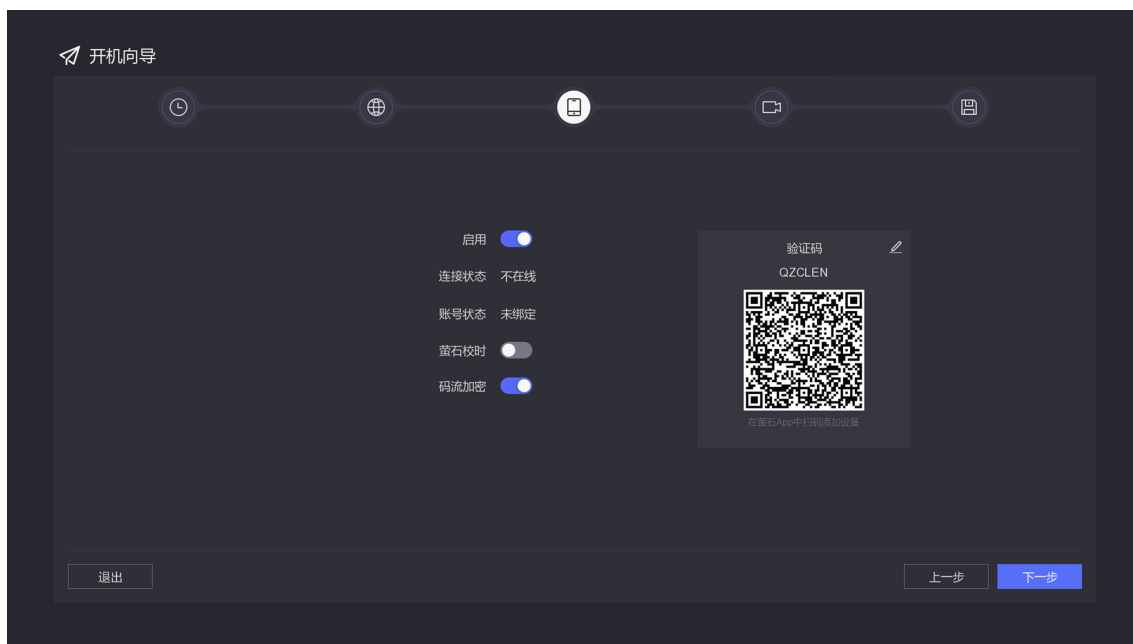 开机向导
启用
连接状态 不在线
账号状态 未绑定
萤石校时
码流加密
验证码
QZCLEN
在萤石App中扫码添加设备
退出
上一步
下一步